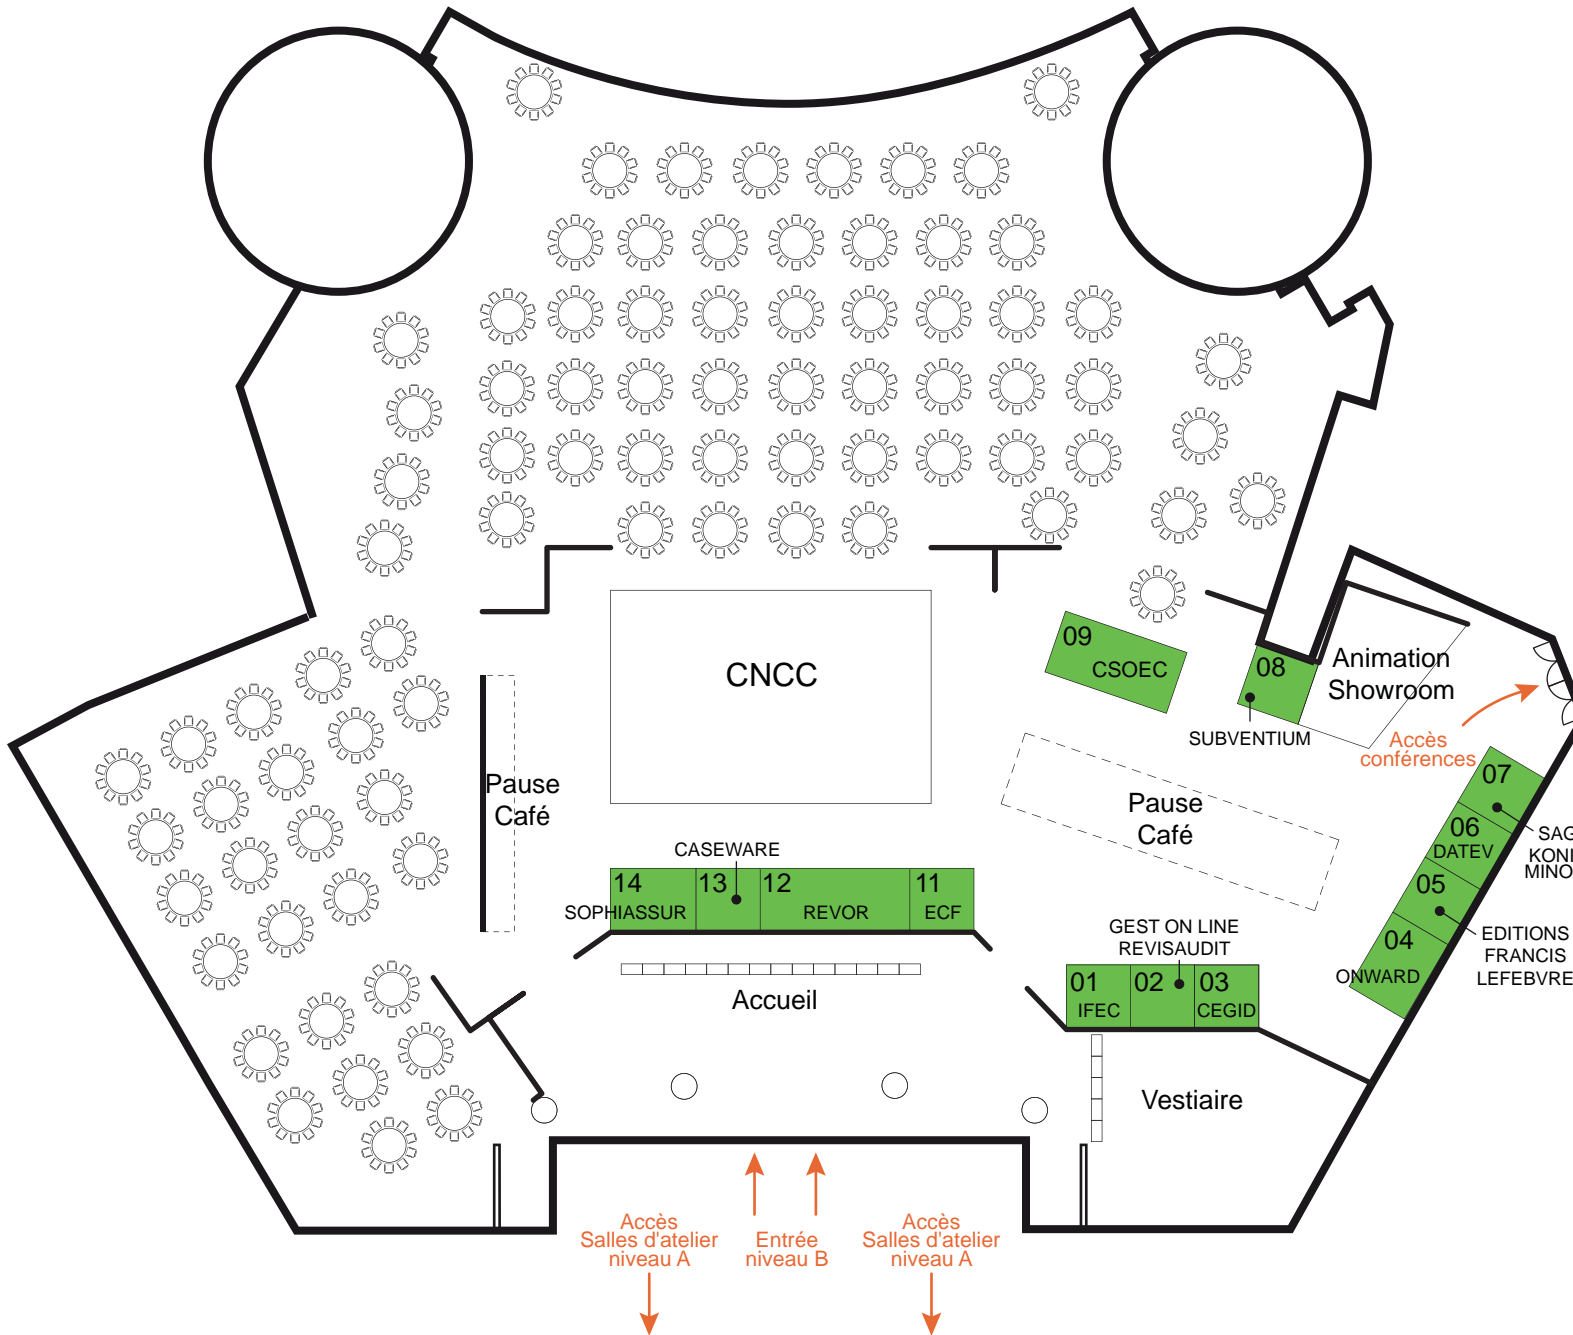 09
CSOEC
08
SUBVENTIUM
Animation
Showroom
Accès
conférences
CNCC
Pause
Café
Pause
Café
07
06
DATEV
05
04
ONWARD
KONI
MINO
EDITIONS
FRANCIS
LEFEBVRE
CASEWARE
14
SOPHIASSUR
13
12
REVOR
11
ECF
GEST ON LINE
REVISAUDIT
01
IFEC
02
03
CEGID
Accueil
Vestiaire
Accès
Salles d'atelier
niveau A
Entrée
niveau B
Accès
Salles d'atelier
niveau A